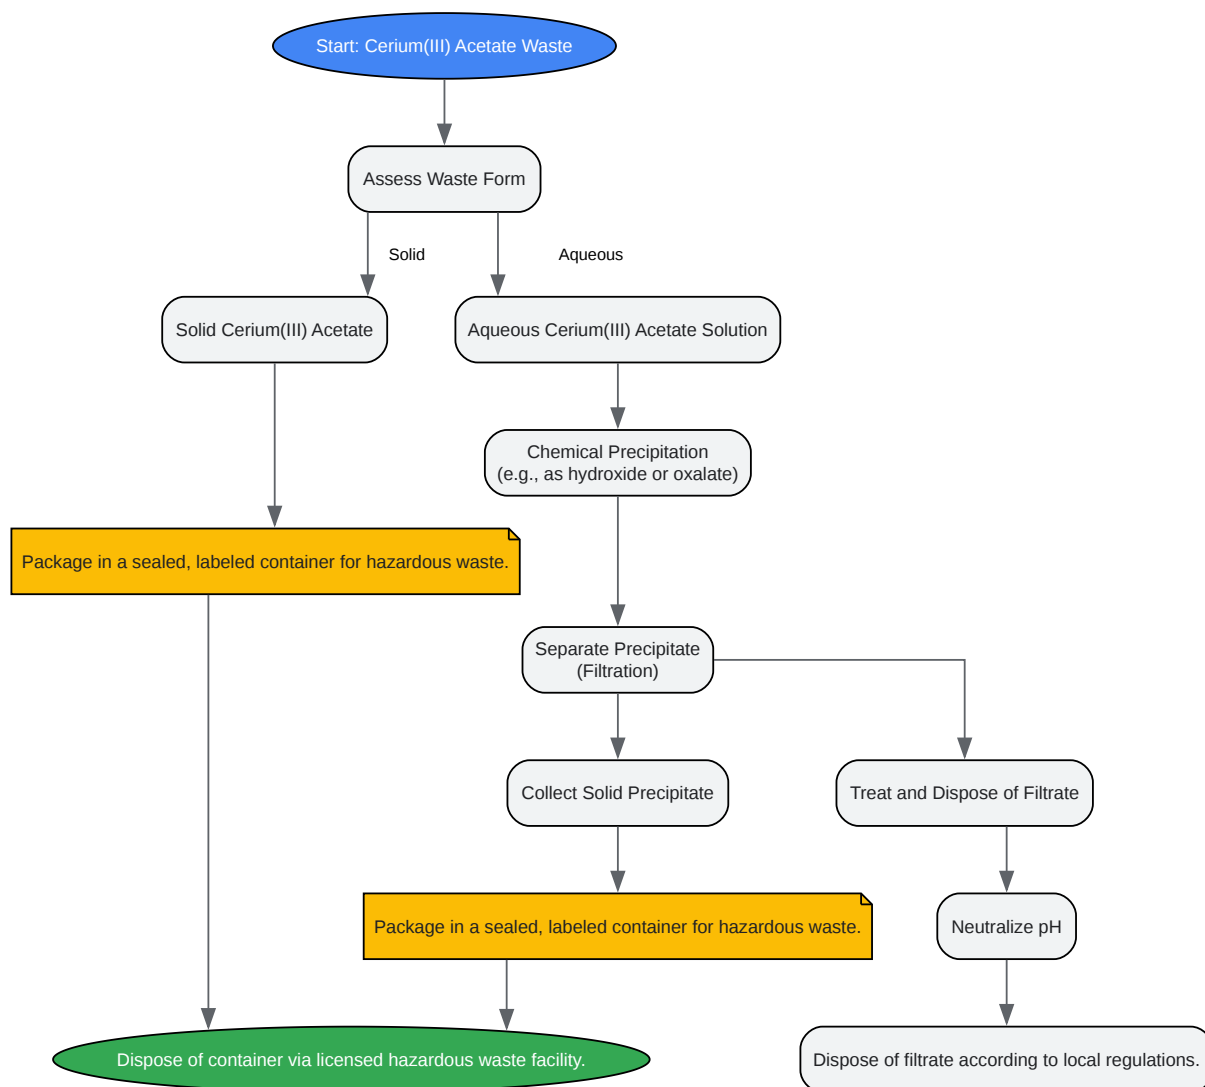 Start: Cerium(III) Acetate Waste
Assess Waste Form
Solid
Aqueous
Solid Cerium(III) Acetate
Aqueous Cerium(III) Acetate Solution
Chemical Precipitation
(e.g., as hydroxide or oxalate)
Package in a sealed, labeled container for hazardous waste.
Separate Precipitate
(Filtration)
Collect Solid Precipitate
Treat and Dispose of Filtrate
Package in a sealed, labeled container for hazardous waste.
Neutralize pH
Dispose of container via licensed hazardous waste facility.
Dispose of filtrate according to local regulations.